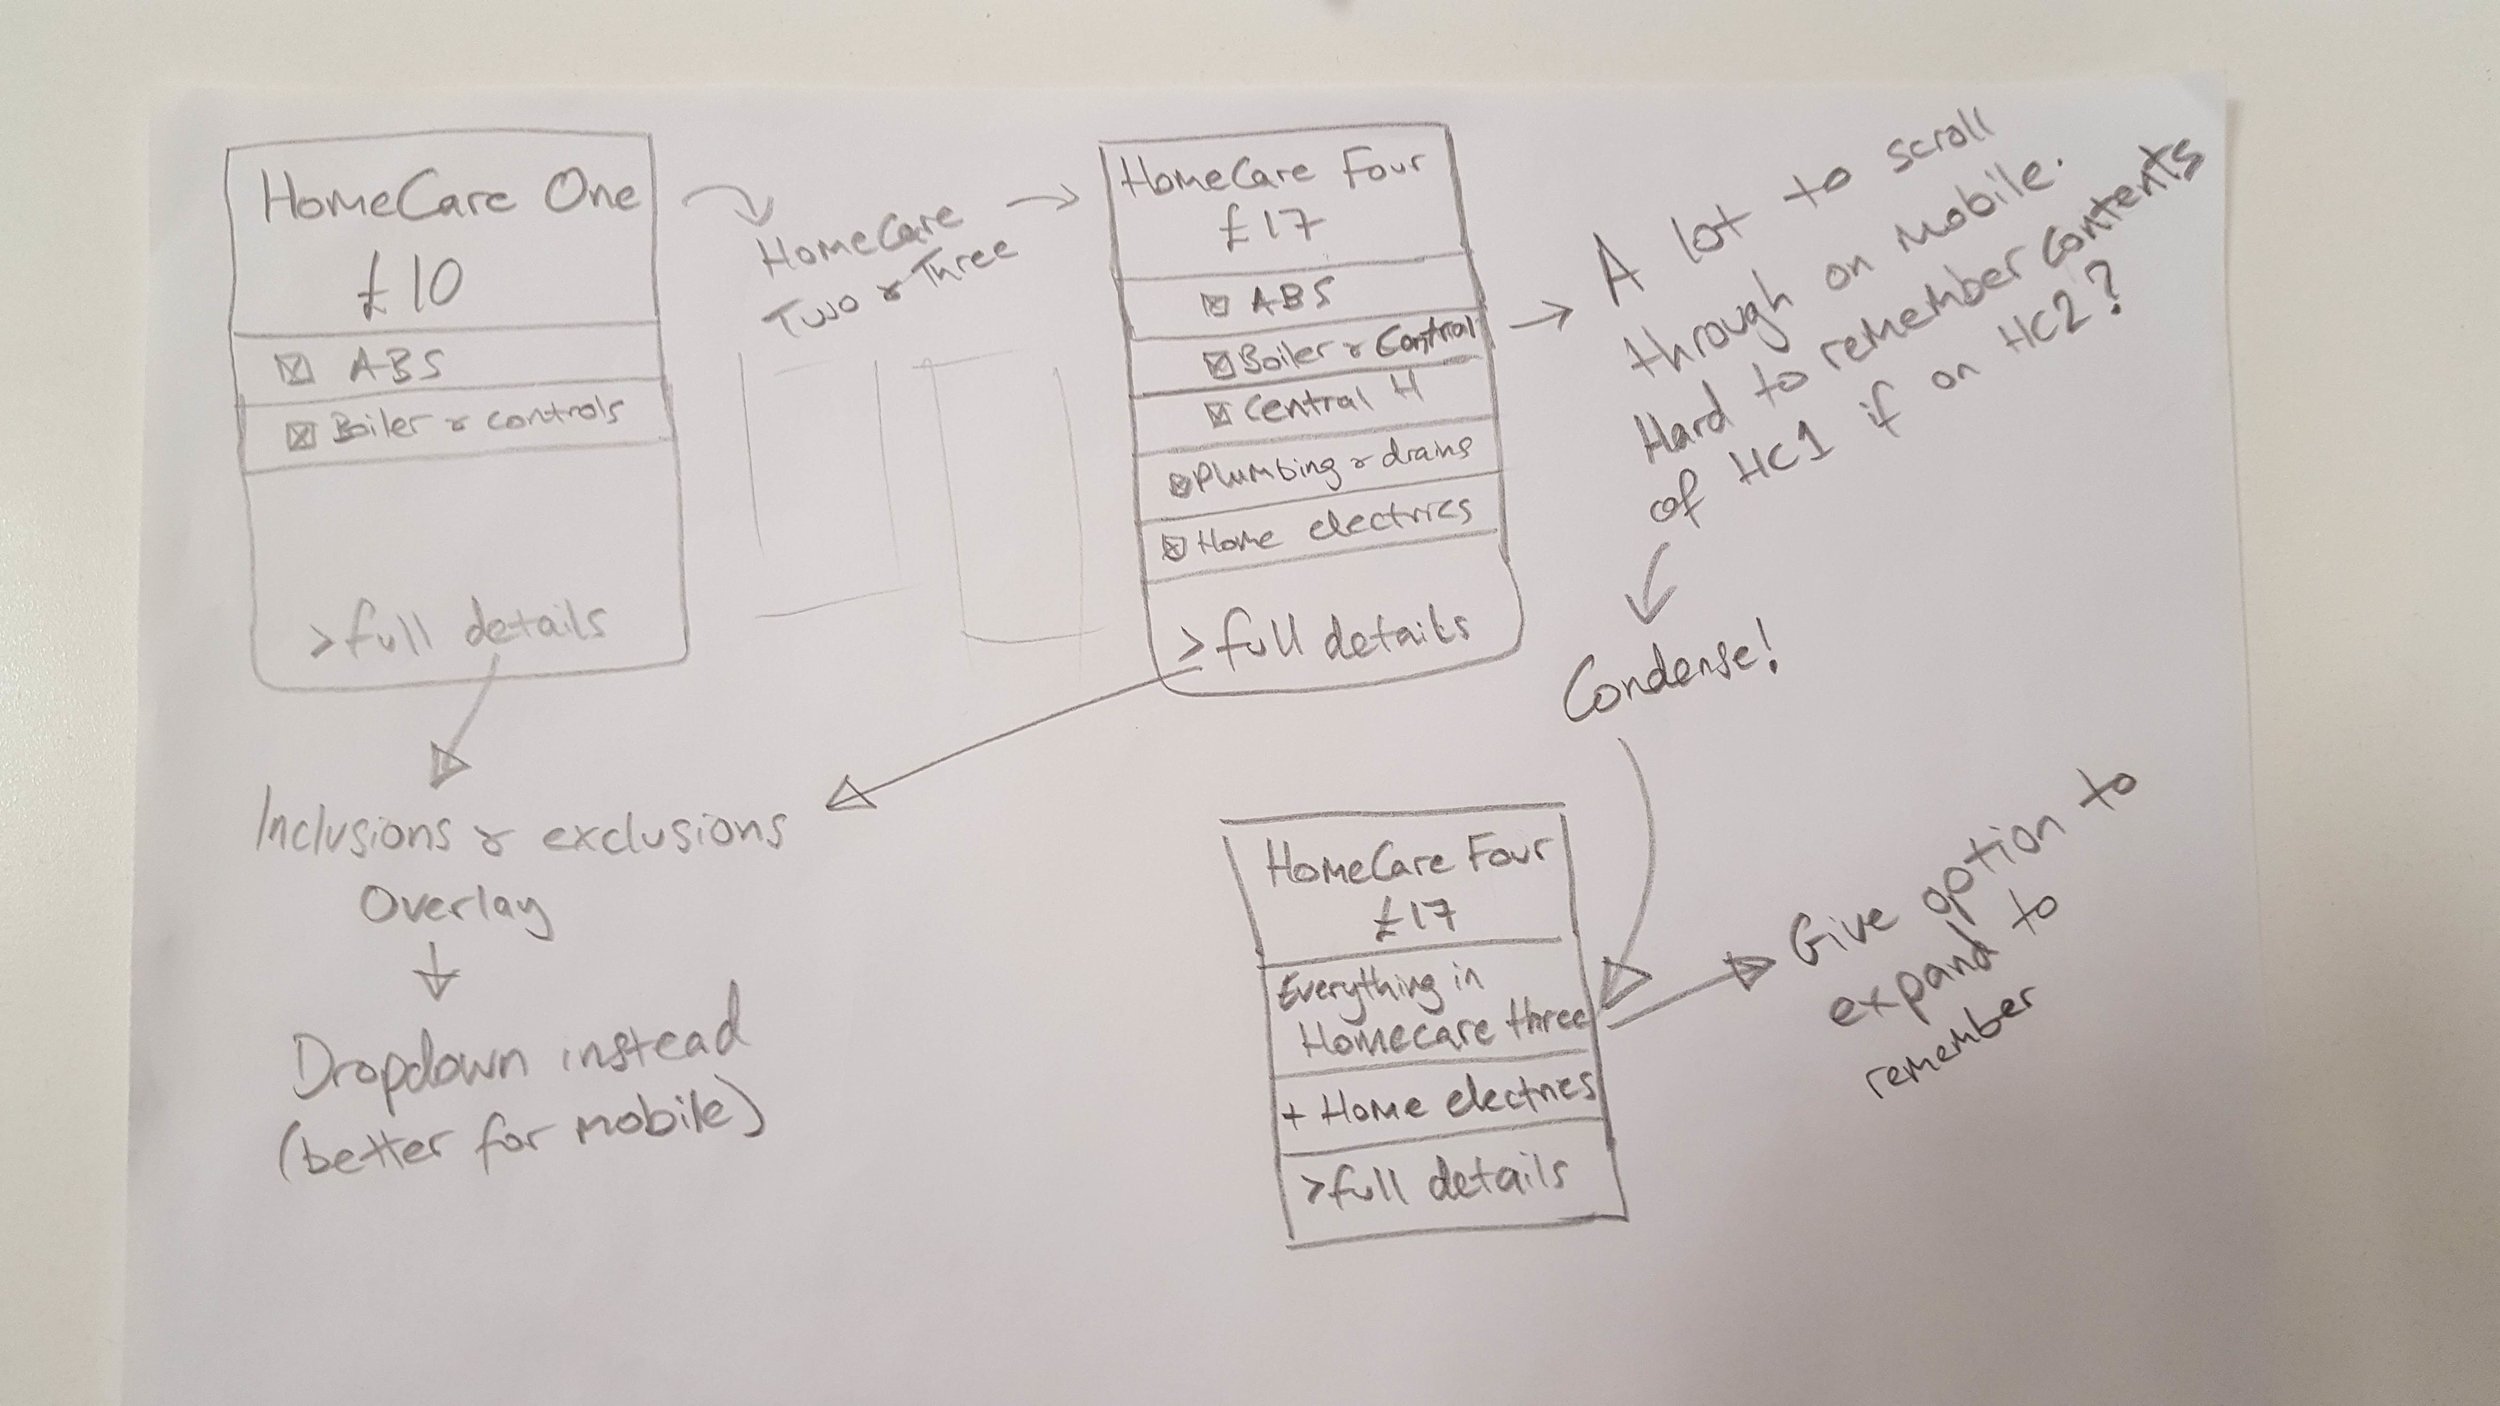 HomeCare One
£10
ABS
Boiler & controls
> full details
HomeCare
Two & Three
HomeCare Four
£17
ABS
Boiler & Control
Central H
Plumbing & drains
Home electrics
> full details
A lot to scroll
through on mobile.
Hard to remember contents
of HC1 if on HC2?
Condense!
Inclusions & exclusions
Overlay
Dropdown instead
(better for mobile)
HomeCare Four
£17
Everything in
Homecare three
+ Home electrics
> full details
Give option to
expand to
remember